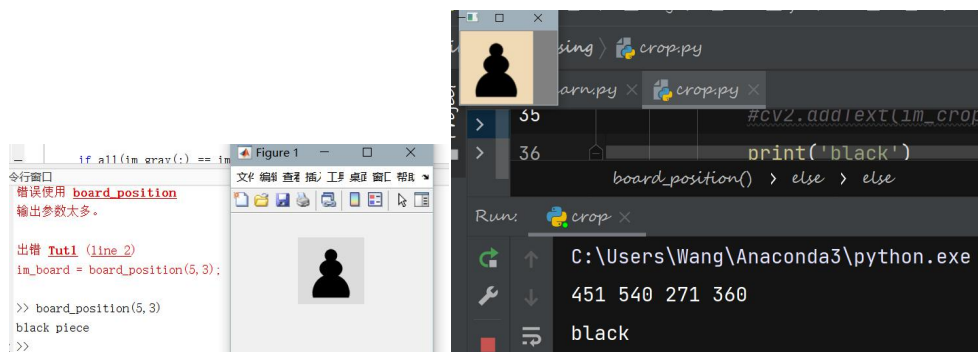 if all(im_gray(:) == im
令行窗口
错误使用 board_position
输出参数太多。
出错 Tut1 (line 2)
im_board = board_position(5,3);
>> board_position(5,3)
black piece
>>
Figure 1
文件 编辑 查看 插入 工具 桌面 窗口 帮助
sing › crop.py
arn.py × crop.py ×
35 #cv2.addText(im_crop
36 print('black')
board_position() › else › else
Run: crop ×
C:\Users\Wang\Anaconda3\python.exe
451 540 271 360
black